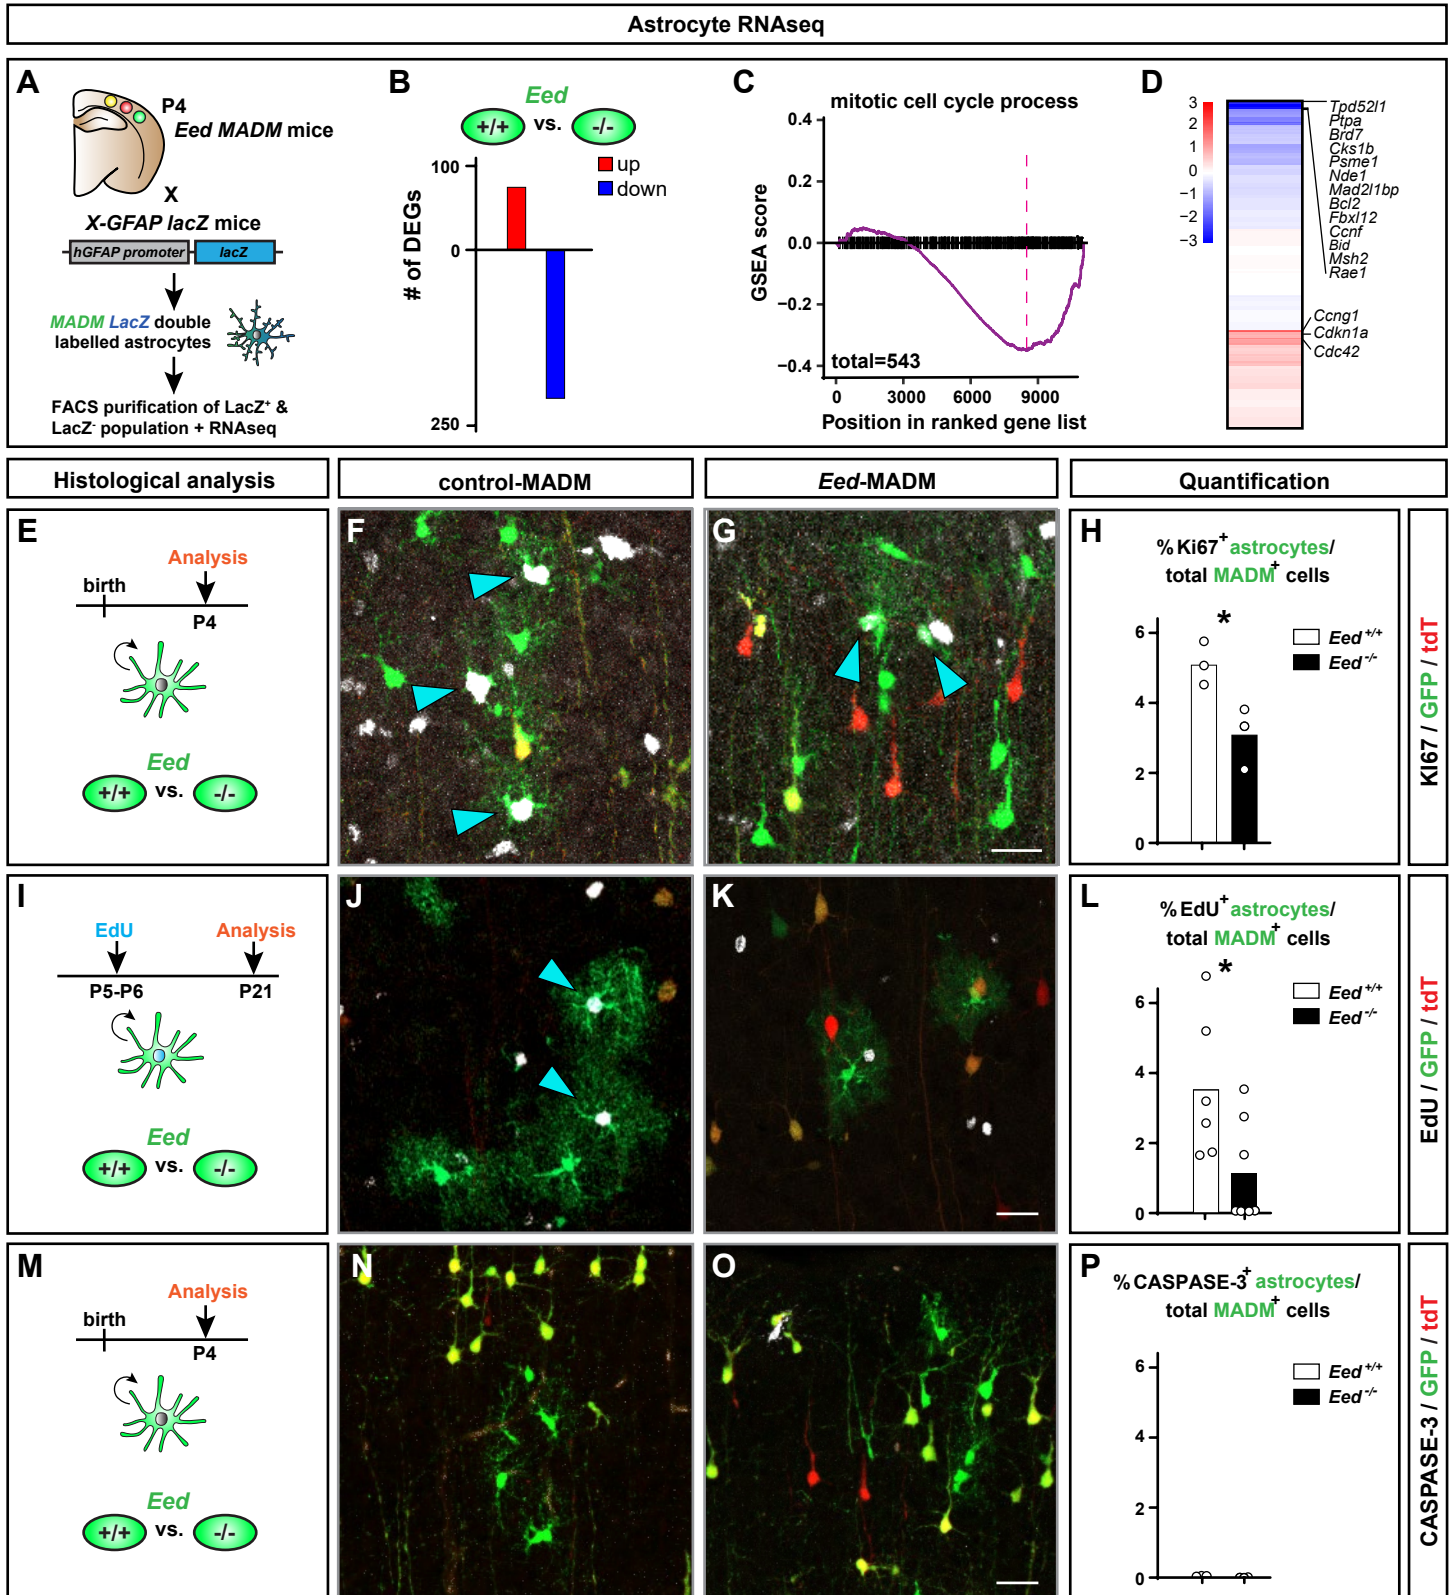 Astrocyte RNAseq
A
P4
Eed MADM mice
X
X-GFAP lacZ mice
hGFAP promoter
lacZ
MADM LacZ double
labelled astrocytes
FACS purification of LacZ⁺ &
LacZ⁻ population + RNAseq
B
Eed
+/+ vs. -/-
up
down
# of DEGs
100
0
250
C
mitotic cell cycle process
GSEA score
0.4
0.2
0.0
−0.2
−0.4
total=543
0 3000 6000 9000
Position in ranked gene list
D
3
2
1
0
−1
−2
−3
Tpd52l1
Ptpa
Brd7
Cks1b
Psme1
Nde1
Mad2l1bp
Bcl2
Fbxl12
Ccnf
Bid
Msh2
Rae1
Ccng1
Cdkn1a
Cdc42
Histological analysis
control-MADM
Eed-MADM
Quantification
E
Analysis
birth
P4
Eed
+/+ vs. -/-
F
G
H
% Ki67⁺ astrocytes/
total MADM⁺ cells
*
6
4
2
0
Eed⁺/⁺
Eed⁻/⁻
KI67 / GFP / tdT
I
EdU
Analysis
P5-P6
P21
Eed
+/+ vs. -/-
J
K
L
% EdU⁺ astrocytes/
total MADM⁺ cells
*
6
4
2
0
Eed⁺/⁺
Eed⁻/⁻
EdU / GFP / tdT
M
Analysis
birth
P4
Eed
+/+ vs. -/-
N
O
P
% CASPASE-3⁺ astrocytes/
total MADM⁺ cells
6
4
2
0
Eed⁺/⁺
Eed⁻/⁻
CASPASE-3 / GFP / tdT